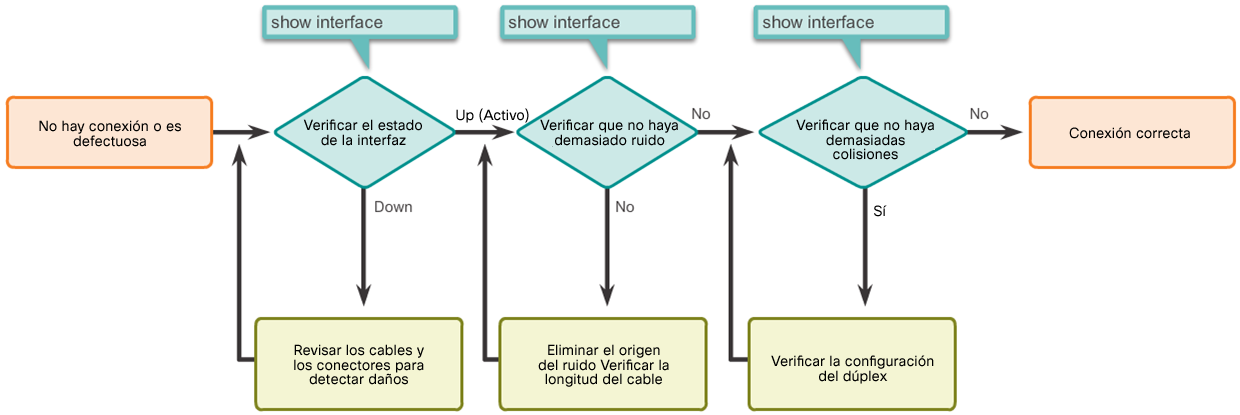 show interface
show interface
show interface
No hay conexión o es
defectuosa
Verificar el estado
de la interfaz
Up (Activo)
Verificar que no haya
demasiado ruido
No
Verificar que no haya
demasiadas
colisiones
No
Conexión correcta
Down
No
Sí
Revisar los cables y
los conectores para
detectar daños
Eliminar el origen
del ruido Verificar la
longitud del cable
Verificar la configuración
del dúplex